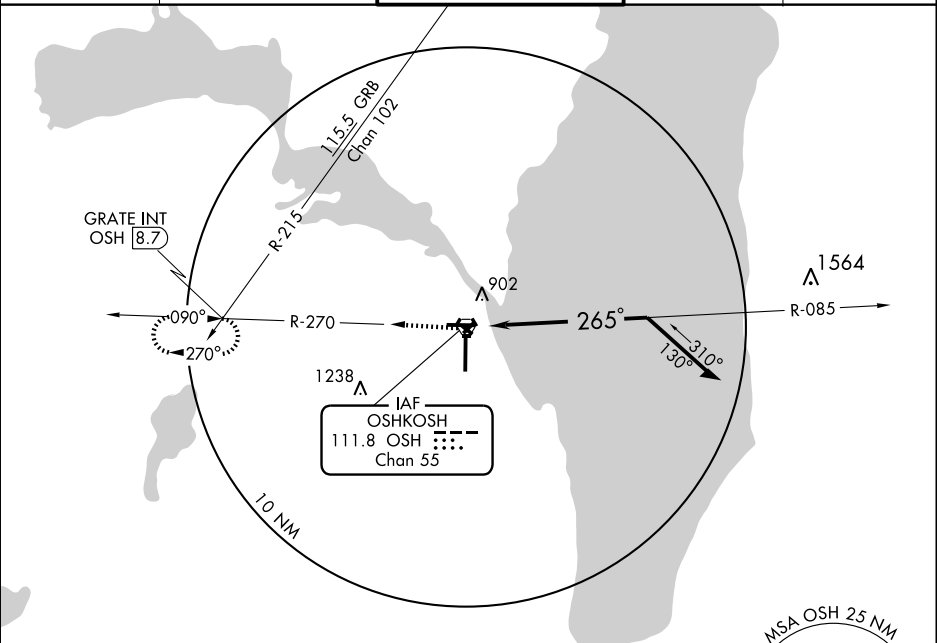 115.5 GRB
Chan 102
R-215
GRATE INT
OSH 8.7
090°
270°
R-270
902
265°
1564
R-085
310°
130°
1238
IAF
OSHKOSH
111.8 OSH
Chan 55
10 NM
MSA OSH 25 NM